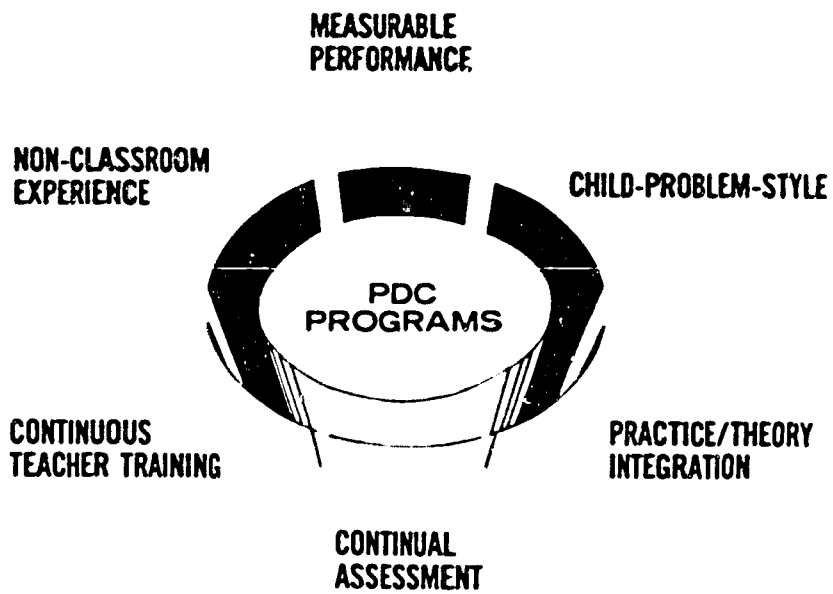 MEASURABLE
PERFORMANCE
NON-CLASSROOM
EXPERIENCE
CHILD-PROBLEM-STYLE
PDC
PROGRAMS
CONTINUOUS
TEACHER TRAINING
PRACTICE/THEORY
INTEGRATION
CONTINUAL
ASSESSMENT